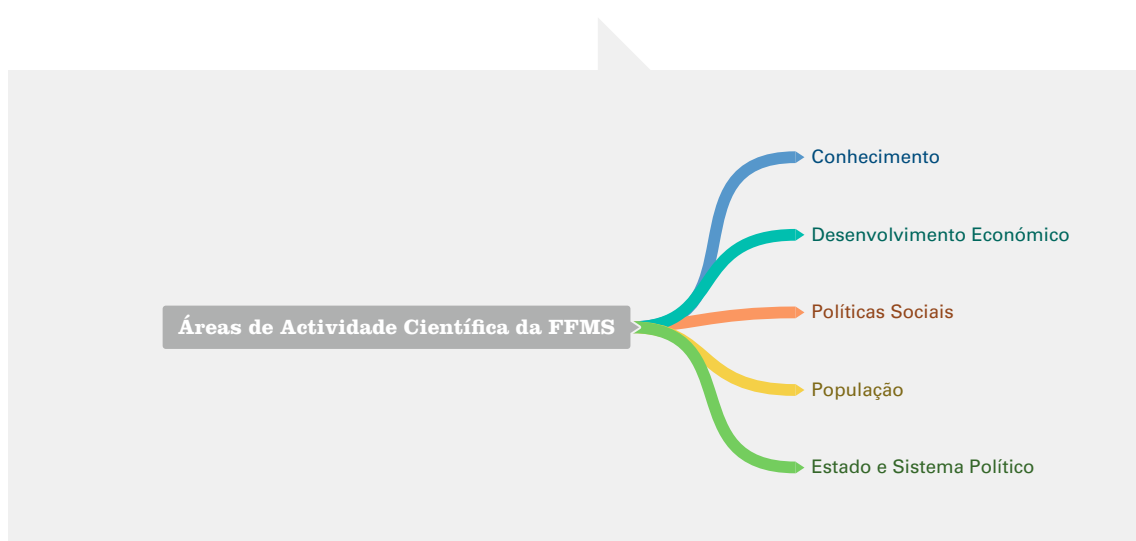 Conhecimento
Desenvolvimento Económico
Políticas Sociais
Áreas de Actividade Científica da FFMS
População
Estado e Sistema Político